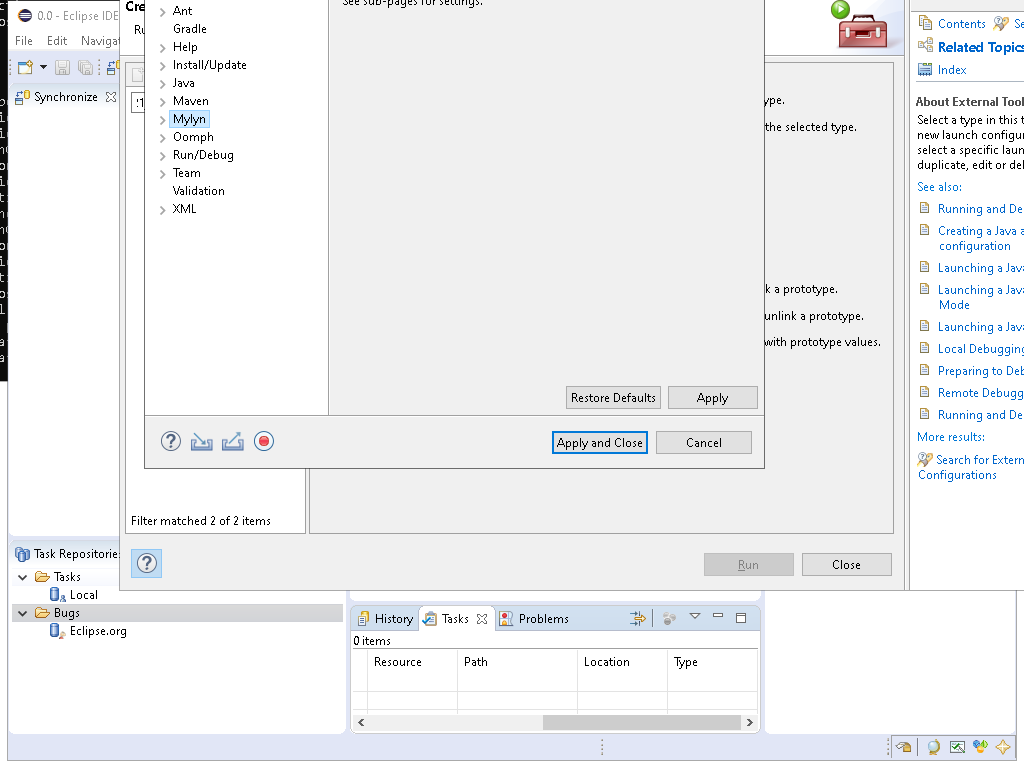 0.0 - Eclipse IDE
File Edit Navigat
Synchronize
Cre
Ru
See sub-pages for settings.
Ant
Gradle
Help
Install/Update
Java
Maven
Mylyn
Oomph
Run/Debug
Team
Validation
XML
Restore Defaults
Apply
Apply and Close
Cancel
ype.
the selected type.
k a prototype.
unlink a prototype.
with prototype values.
Filter matched 2 of 2 items
Run
Close
Contents
Se
Related Topics
Index
About External Tool
Select a type in this t
new launch configur
select a specific laun
duplicate, edit or del
See also:
Running and De
Creating a Java a
configuration
Launching a Java
Launching a Java
Mode
Launching a Java
Local Debugging
Preparing to Deb
Remote Debugg
Running and De
More results:
Search for Extern
Configurations
Task Repositorie
Tasks
Local
Bugs
Eclipse.org
History
Tasks
Problems
0 items
Resource Path Location Type